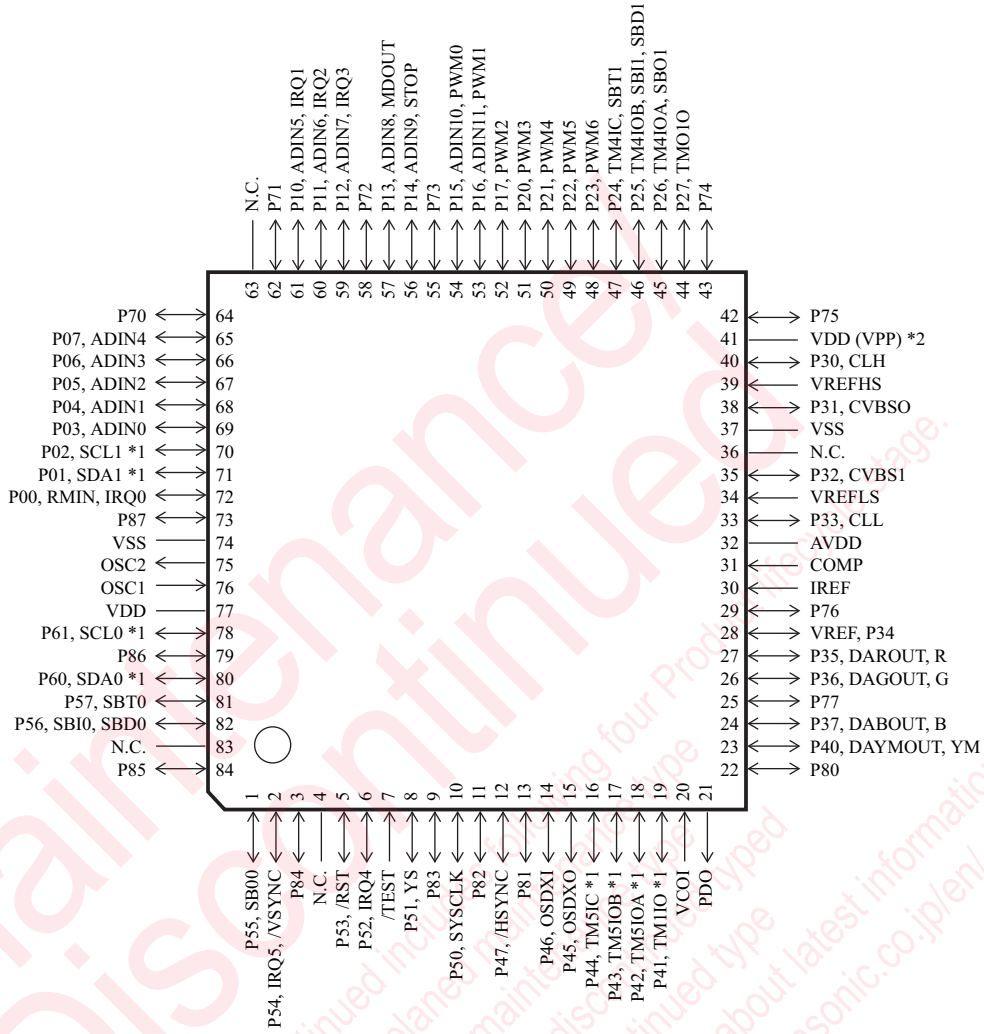 N.C.
P71
P10, ADIN5, IRQ1
P11, ADIN6, IRQ2
P12, ADIN7, IRQ3
P72
P13, ADIN8, MDOUT
P14, ADIN9, STOP
P73
P15, ADIN10, PWM0
P16, ADIN11, PWM1
P17, PWM2
P20, PWM3
P21, PWM4
P22, PWM5
P23, PWM6
P24, TM4IC, SBT1
P25, TM4IOB, SBI1, SBD1
P26, TM4IOA, SBO1
P27, TMO1O
P74
63 62 61 60 59 58 57 56 55 54 53 52 51 50 49 48 47 46 45 44 43
P70 64
P07, ADIN4 65
P06, ADIN3 66
P05, ADIN2 67
P04, ADIN1 68
P03, ADIN0 69
P02, SCL1 *1 70
P01, SDA1 *1 71
P00, RMIN, IRQ0 72
P87 73
VSS 74
OSC2 75
OSC1 76
VDD 77
P61, SCL0 *1 78
P86 79
P60, SDA0 *1 80
P57, SBT0 81
P56, SBI0, SBD0 82
N.C. 83
P85 84
42 P75
41 VDD (VPP) *2
40 P30, CLH
39 VREFHS
38 P31, CVBSO
37 VSS
36 N.C.
35 P32, CVBS1
34 VREFLS
33 P33, CLL
32 AVDD
31 COMP
30 IREF
29 P76
28 VREF, P34
27 P35, DAROUT, R
26 P36, DAGOUT, G
25 P77
24 P37, DABOUT, B
23 P40, DAYMOUT, YM
22 P80
1 2 3 4 5 6 7 8 9 10 11 12 13 14 15 16 17 18 19 20 21
P55, SB00
P54, IRQ5, /VSYNC
P84
N.C.
P53, /RST
P52, IRQ4
/TEST
P51, YS
P83
P50, SYSCLK
P82
P47, /HSYNC
P81
P46, OSDXI
P45, OSDXO
P44, TM5IC *1
P43, TM5IOB *1
P42, TM5IOA *1
P41, TM1IO *1
VCOI
PDO
maintenance/
Discontinued
following four Product lifecycle stage.